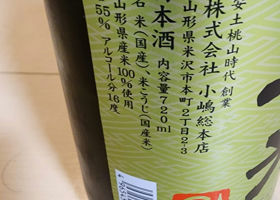 安土桃山時代 創業
株式会社 小嶋総本店
山形県米沢市本町2丁目2-3
日本酒
内容量720ml
米(国産)、米こうじ(国産米)
山形県産米100%使用
55% アルコール分16度